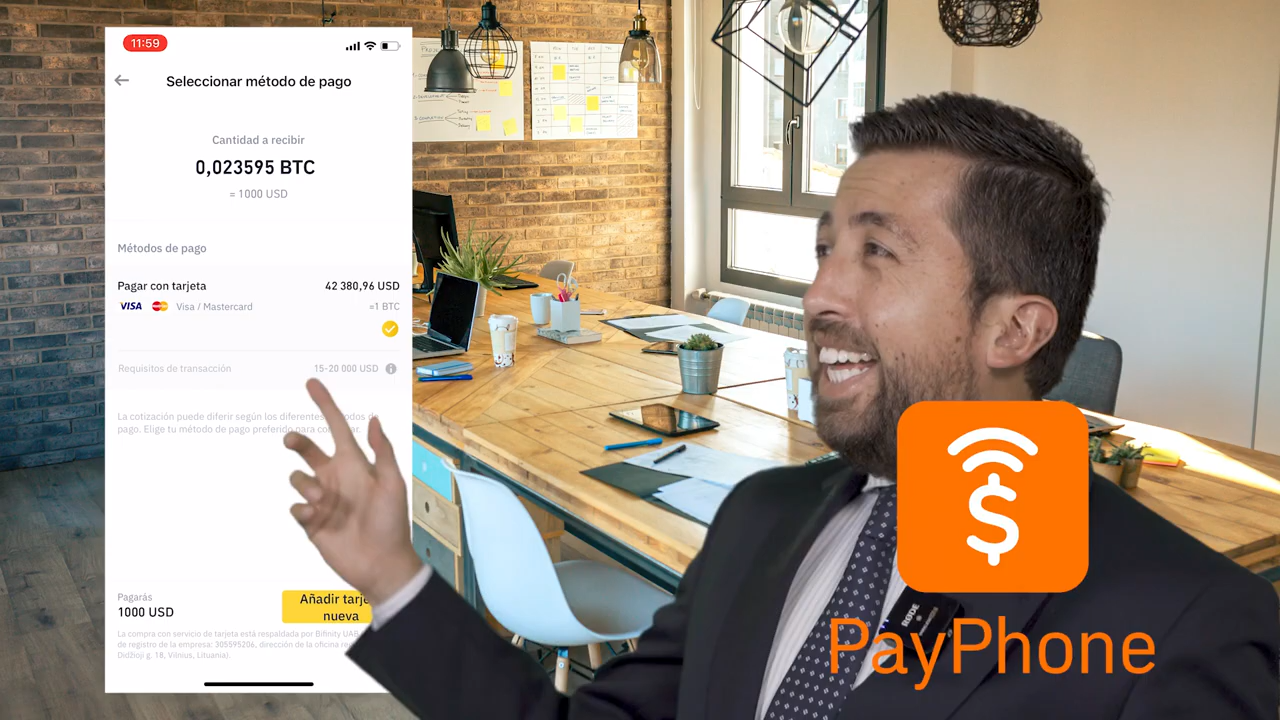 11:59
Seleccionar método de pago
Cantidad a recibir
0,023595 BTC
≈ 1000 USD
Métodos de pago
Pagar con tarjeta
42 380,96 USD
VISA
Visa / Mastercard
≈1 BTC
Requisitos de transacción
15-20 000 USD
La cotización puede diferir según los diferentes
pago. Elige tu método de pago preferido para
Pagarás
1000 USD
Añadir
nueva
La compra con servicio de tarjeta está respaldada por Bifinity UAB
de registro de la empresa: 305595206, dirección de la oficina
Didžioji g. 18, Vilnius, Lituania).
$
RØDE
PayPhone